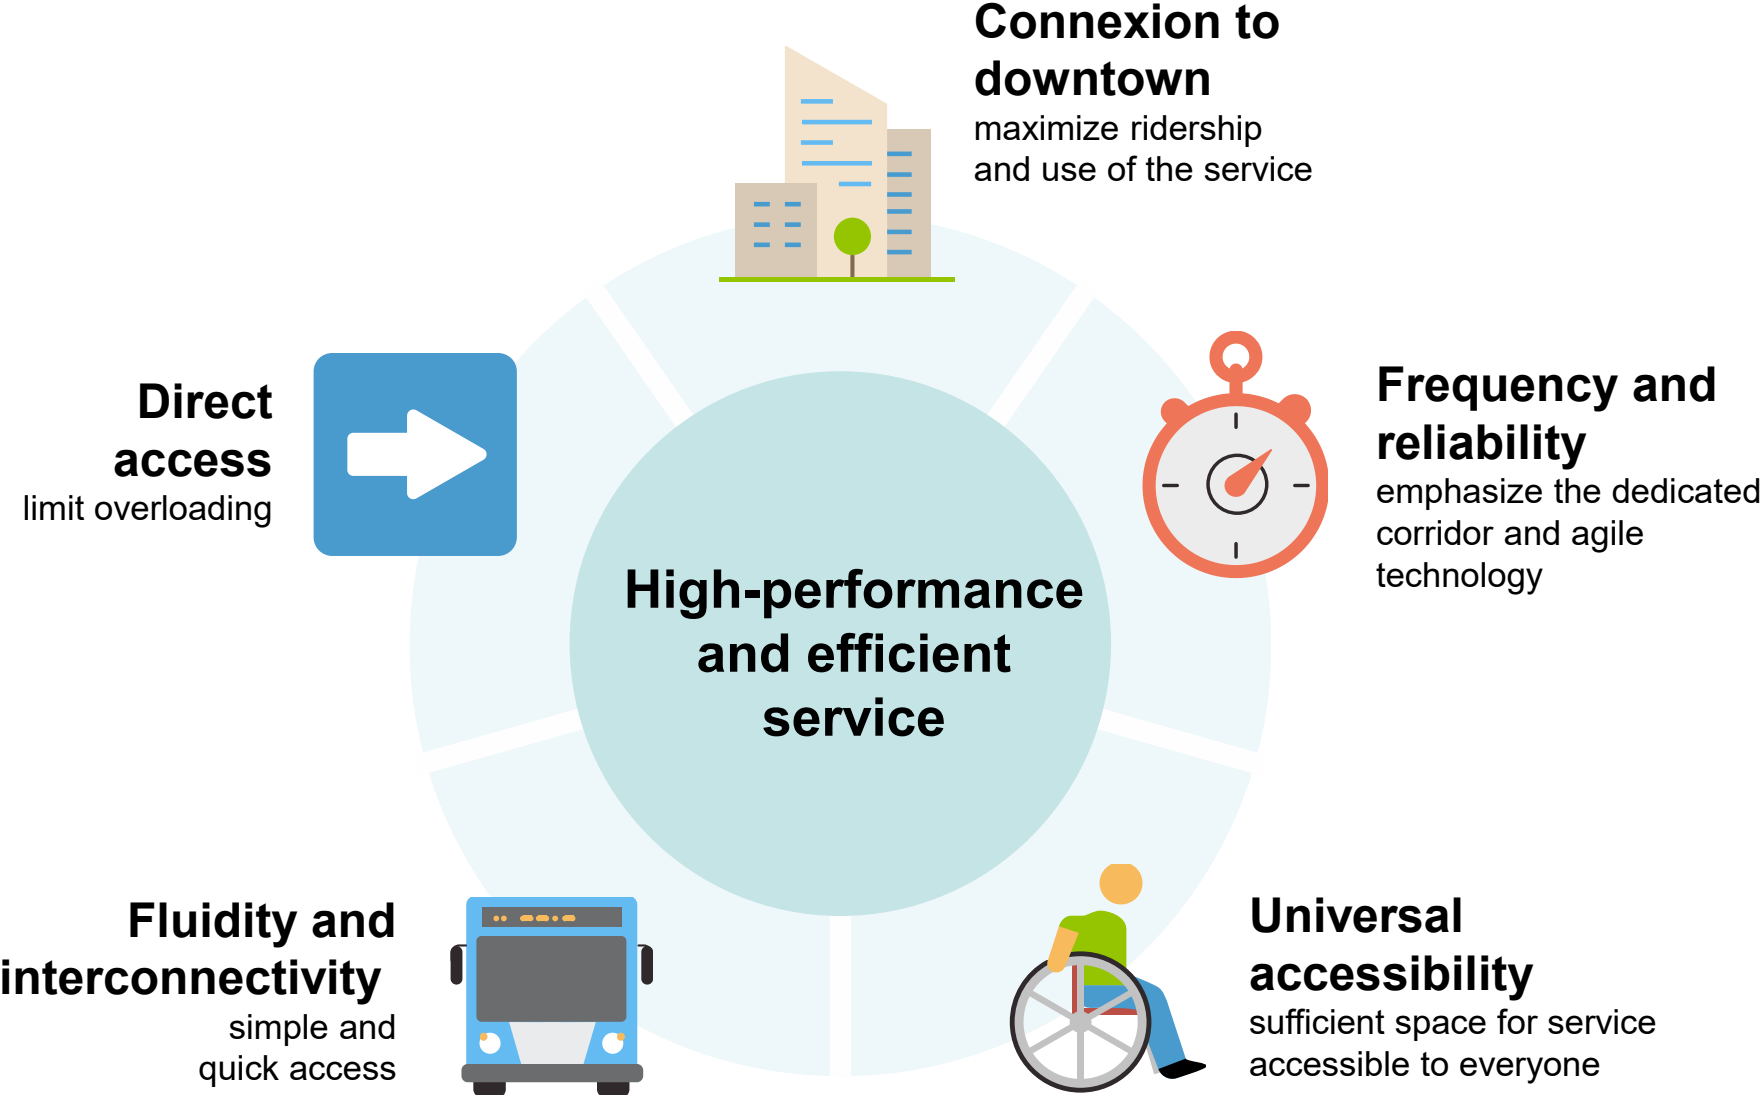 Connexion to
downtown
maximize ridership
and use of the service
Frequency and
reliability
emphasize the dedicated
corridor and agile
technology
Direct
access
limit overloading
High-performance
and efficient
service
Fluidity and
interconnectivity
simple and
quick access
Universal
accessibility
sufficient space for service
accessible to everyone